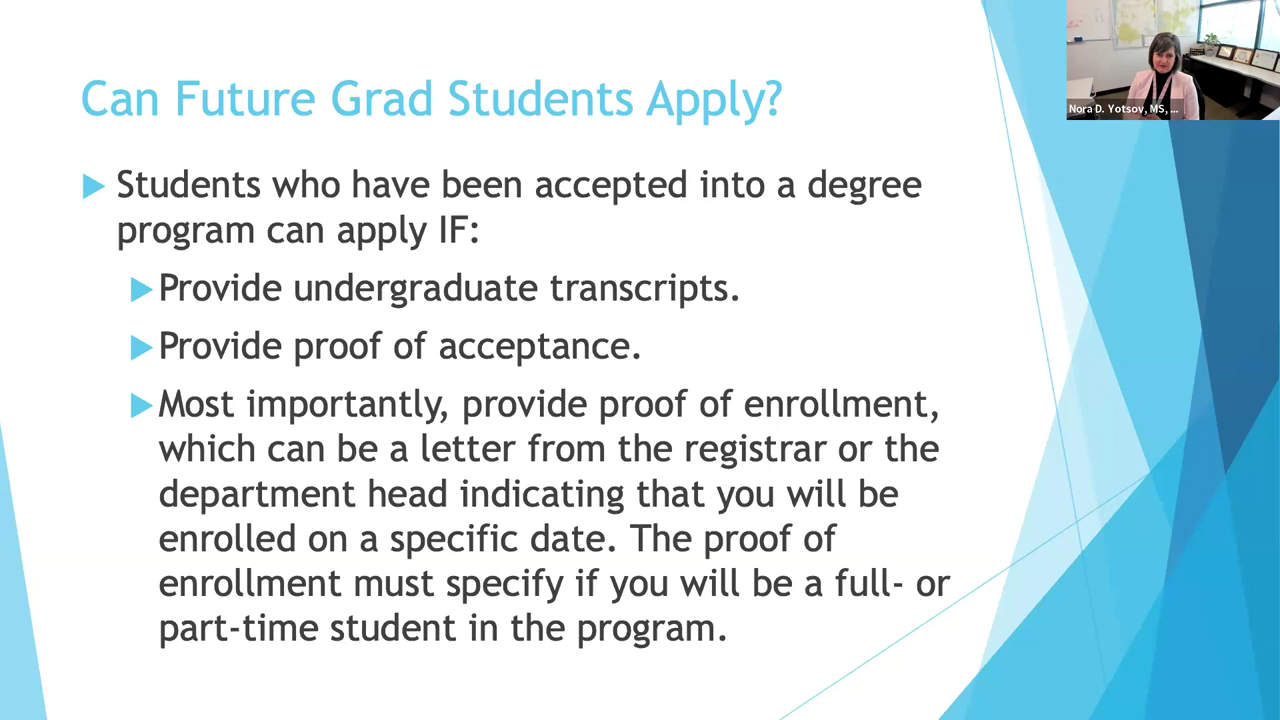 Can Future Grad Students Apply?
Nora D. Yotsov, MS, ...
Students who have been accepted into a degree
program can apply IF:
Provide undergraduate transcripts.
Provide proof of acceptance.
Most importantly, provide proof of enrollment,
which can be a letter from the registrar or the
department head indicating that you will be
enrolled on a specific date. The proof of
enrollment must specify if you will be a full- or
part-time student in the program.